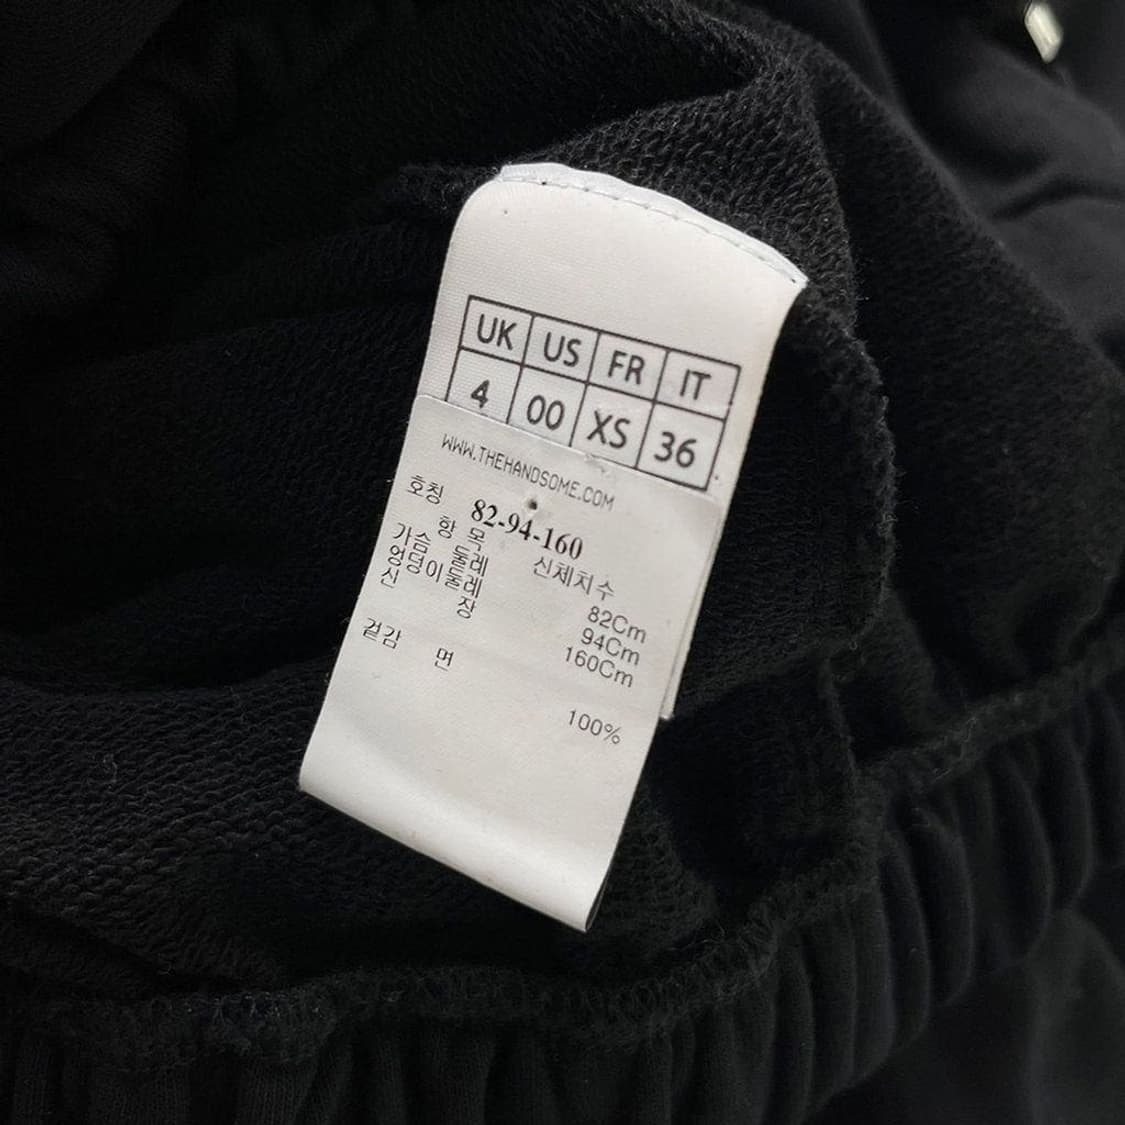 UK US FR IT
4 00 XS 36
WWW.THEHANDSOME.COM
호칭 82-94-160
항목 신체치수
가슴둘레 82Cm
엉덩이둘레 94Cm
신장 160Cm
겉감 면 100%